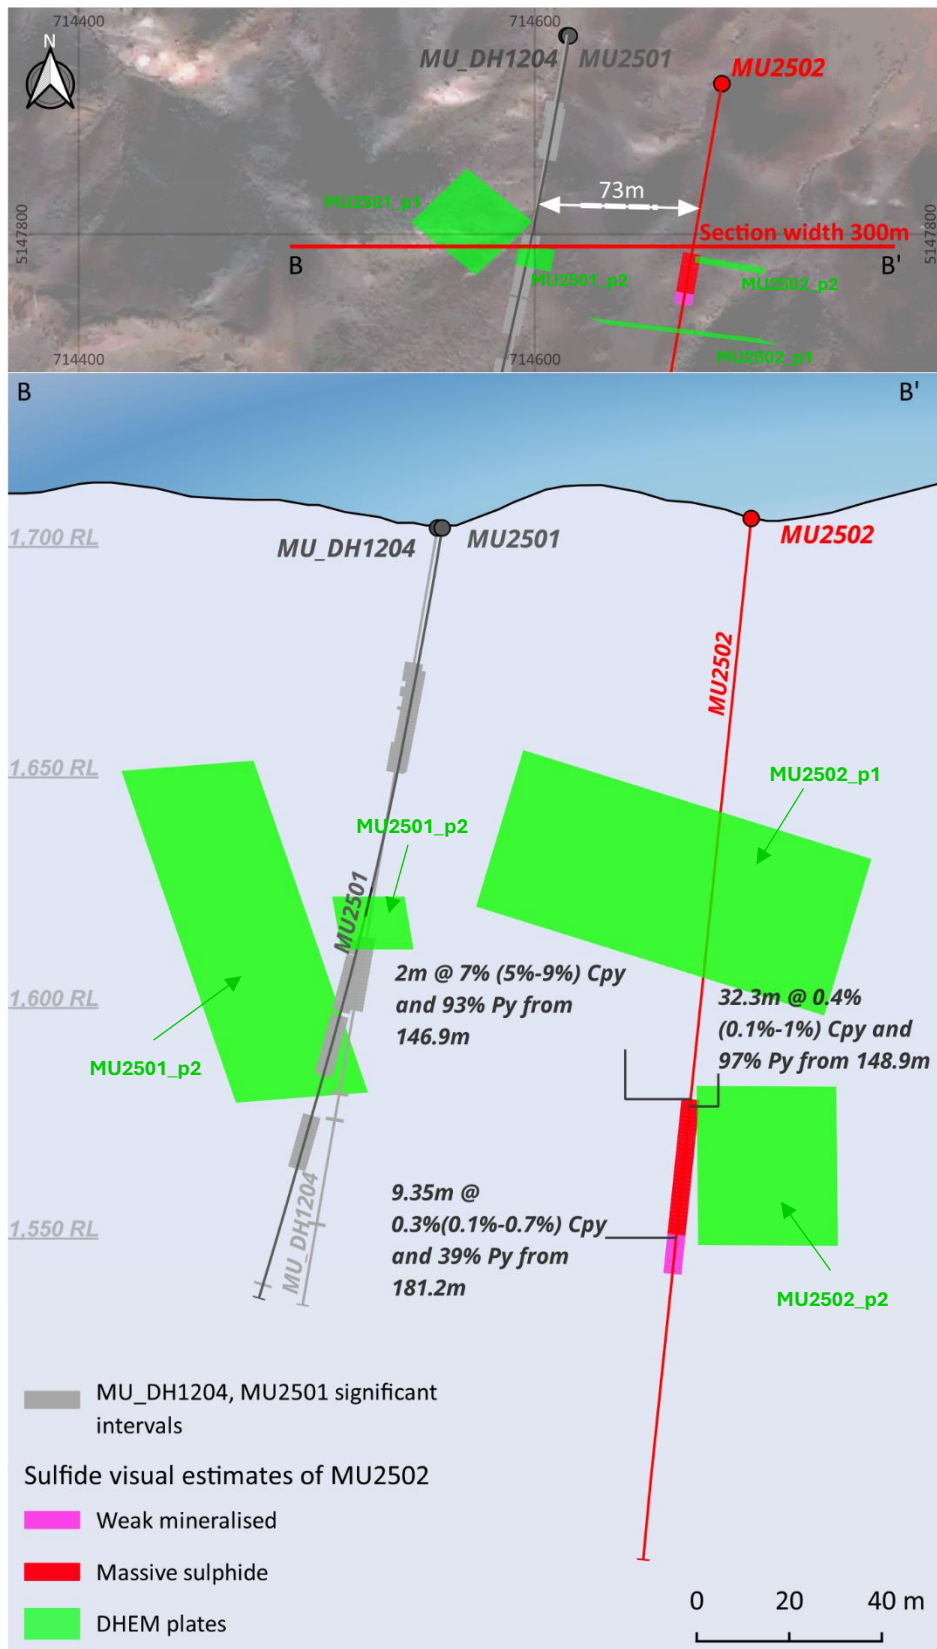 714400
714600
N
MU_DH1204
MU2501
MU2502
MU2501_p1
73m
5147800
5147800
Section width 300m
B
B'
MU2501_p2
MU2502_p2
714400
714600
MU2502_p1
B
B'
1,700 RL
MU_DH1204
MU2501
MU2502
MU2502
1,650 RL
MU2502_p1
MU2501_p2
MU2501
2m @ 7% (5%-9%) Cpy
and 93% Py from
146.9m
1,600 RL
32.3m @ 0.4%
(0.1%-1%) Cpy and
97% Py from 148.9m
MU2501_p2
9.35m @
0.3%(0.1%-0.7%) Cpy
and 39% Py from
181.2m
MU_DH1204
1,550 RL
MU2502_p2
MU_DH1204, MU2501 significant
intervals
Sulfide visual estimates of MU2502
Weak mineralised
Massive sulphide
DHEM plates
0 20 40 m